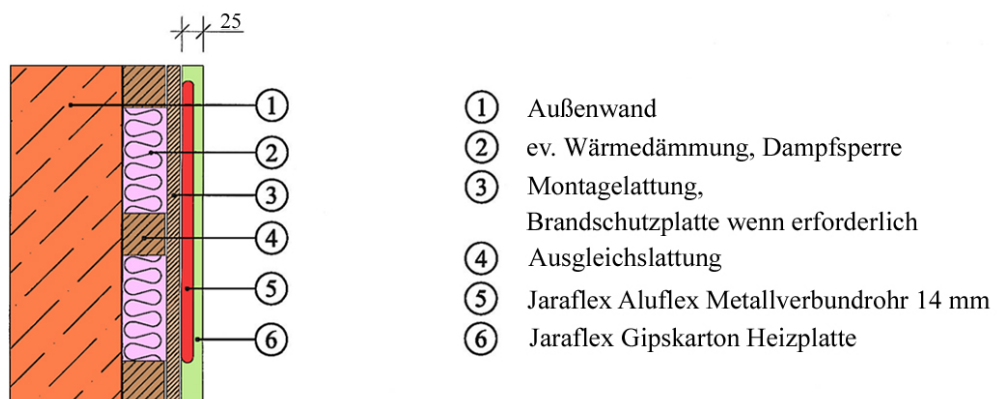 25
1
2
3
4
5
6
1 Außenwand
2 ev. Wärmedämmung, Dampfsperre
3 Montagelattung,
Brandschutzplatte wenn erforderlich
4 Ausgleichslattung
5 Jaraflex Aluflex Metallverbundrohr 14 mm
6 Jaraflex Gipskarton Heizplatte